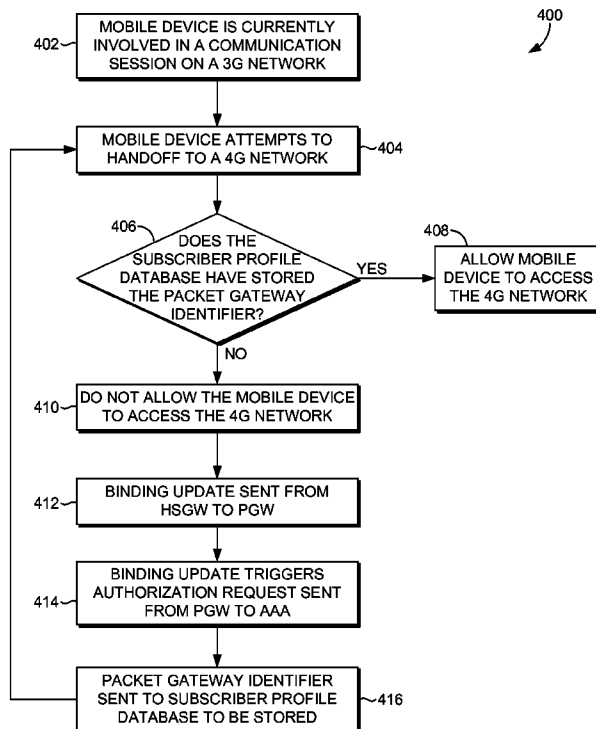 400
402
MOBILE DEVICE IS CURRENTLY
INVOLVED IN A COMMUNICATION
SESSION ON A 3G NETWORK
MOBILE DEVICE ATTEMPTS TO
HANDOFF TO A 4G NETWORK
404
406
DOES THE
SUBSCRIBER PROFILE
DATABASE HAVE STORED
THE PACKET GATEWAY
IDENTIFIER?
YES
408
ALLOW MOBILE
DEVICE TO ACCESS
THE 4G NETWORK
NO
410
DO NOT ALLOW THE MOBILE DEVICE
TO ACCESS THE 4G NETWORK
412
BINDING UPDATE SENT FROM
HSGW TO PGW
414
BINDING UPDATE TRIGGERS
AUTHORIZATION REQUEST SENT
FROM PGW TO AAA
PACKET GATEWAY IDENTIFIER
SENT TO SUBSCRIBER PROFILE
DATABASE TO BE STORED
416